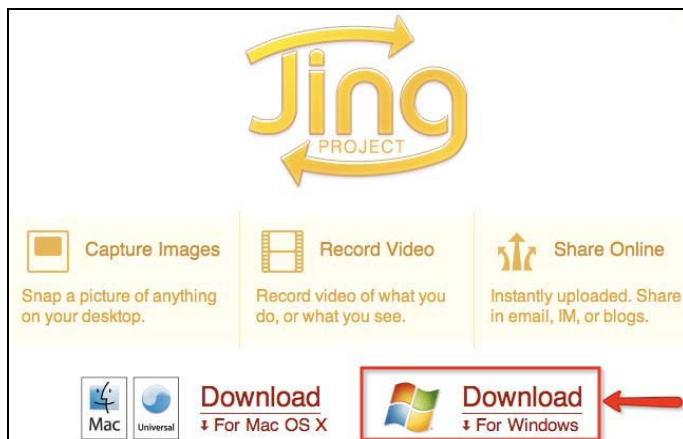 Jing
PROJECT
Capture Images
Snap a picture of anything
on your desktop.
Record Video
Record video of what you
do, or what you see.
Share Online
Instantly uploaded. Share
in email, IM, or blogs.
Mac
Universal
Download
↓ For Mac OS X
Download
↓ For Windows